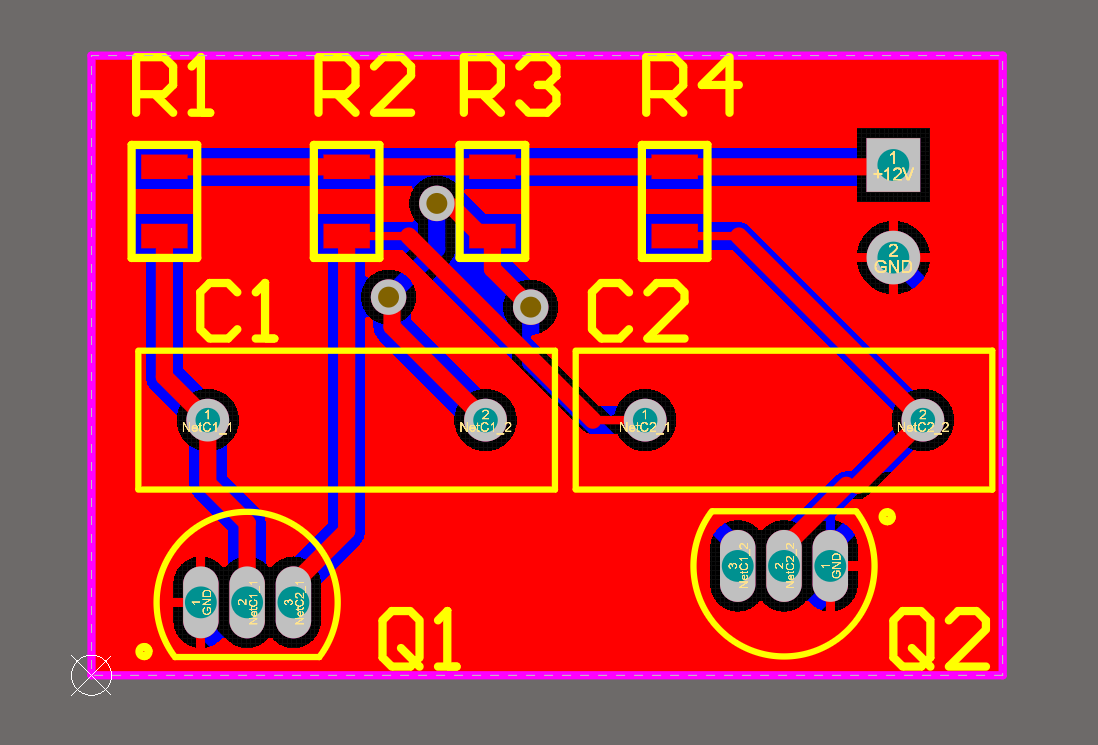 R1 R2 R3 R4
1
+12V
2
GND
C1 C2
1
NetC1_1
2
NetC1_2
1
NetC2_1
2
NetC2_2
3
NetC1_2
2
NetC2_2
1
GND
1
GND
2
NetC1_1
3
NetC2_1
Q1 Q2